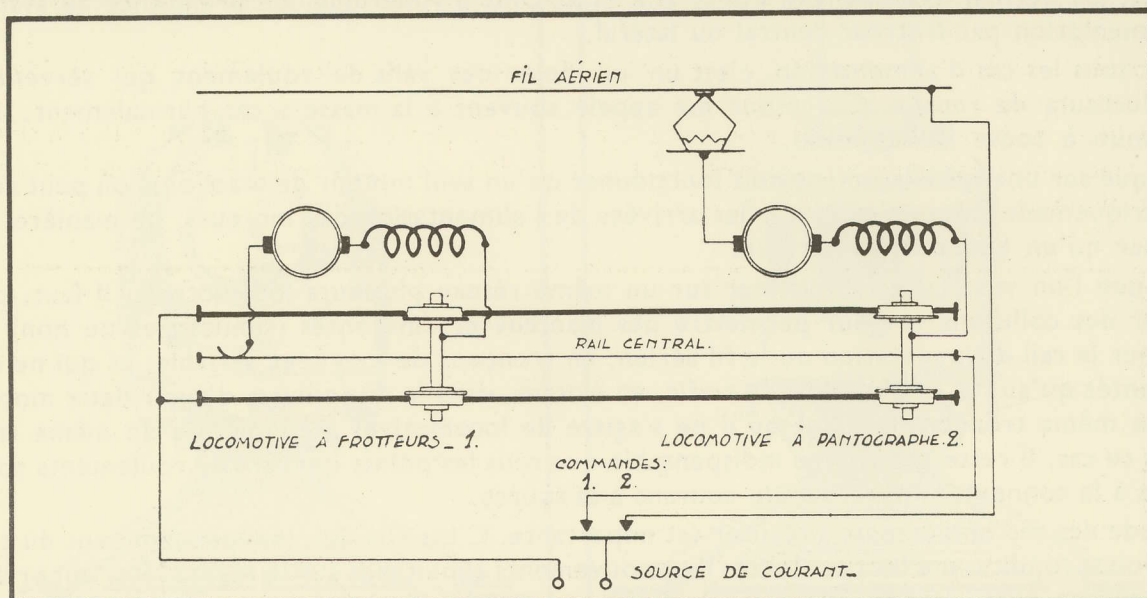 FIL AÉRIEN
RAIL CENTRAL.
LOCOMOTIVE À FROTTEURS_1.
LOCOMOTIVE À PANTOGRAPHE.2.
COMMANDES:
1. 2.
SOURCE DE COURANT_